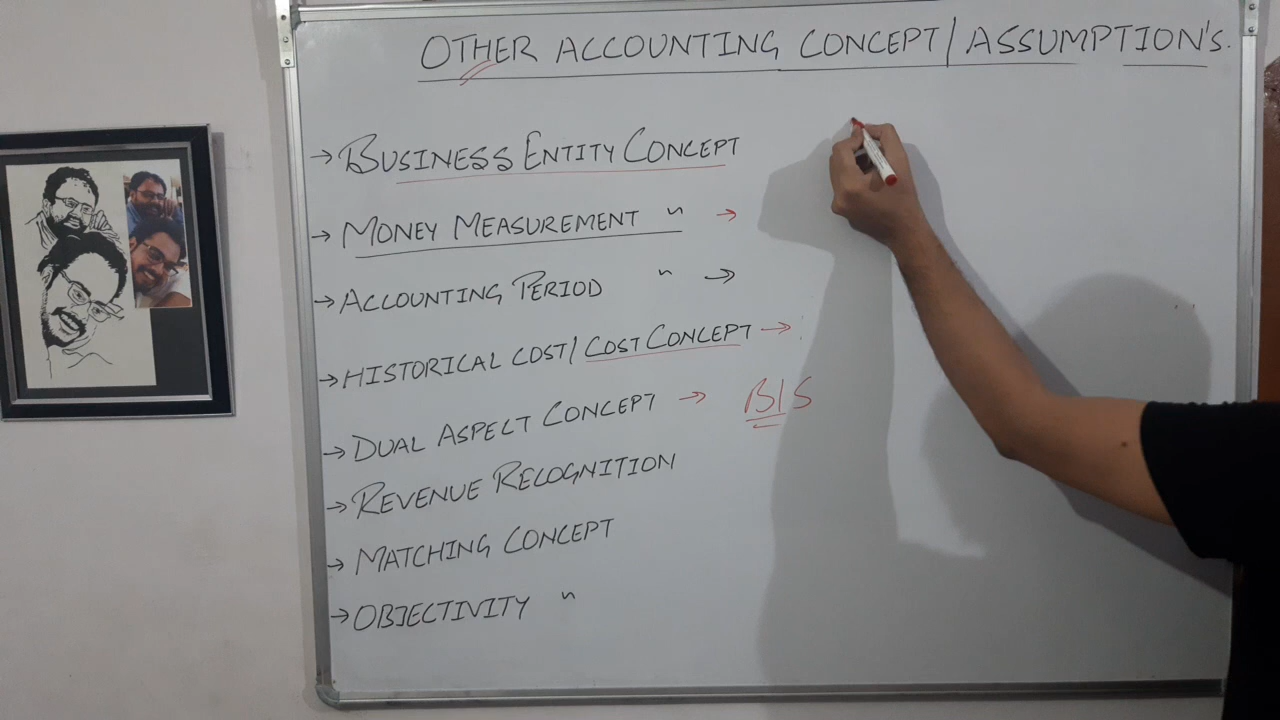 OTHER ACCOUNTING CONCEPT/ASSUMPTION'S.
→ BUSINESS ENTITY CONCEPT
→ MONEY MEASUREMENT " →
→ ACCOUNTING PERIOD " →
→ HISTORICAL COST/COST CONCEPT →
→ DUAL ASPECT CONCEPT → B/S
→ REVENUE RECOGNITION
→ MATCHING CONCEPT
→ OBJECTIVITY "